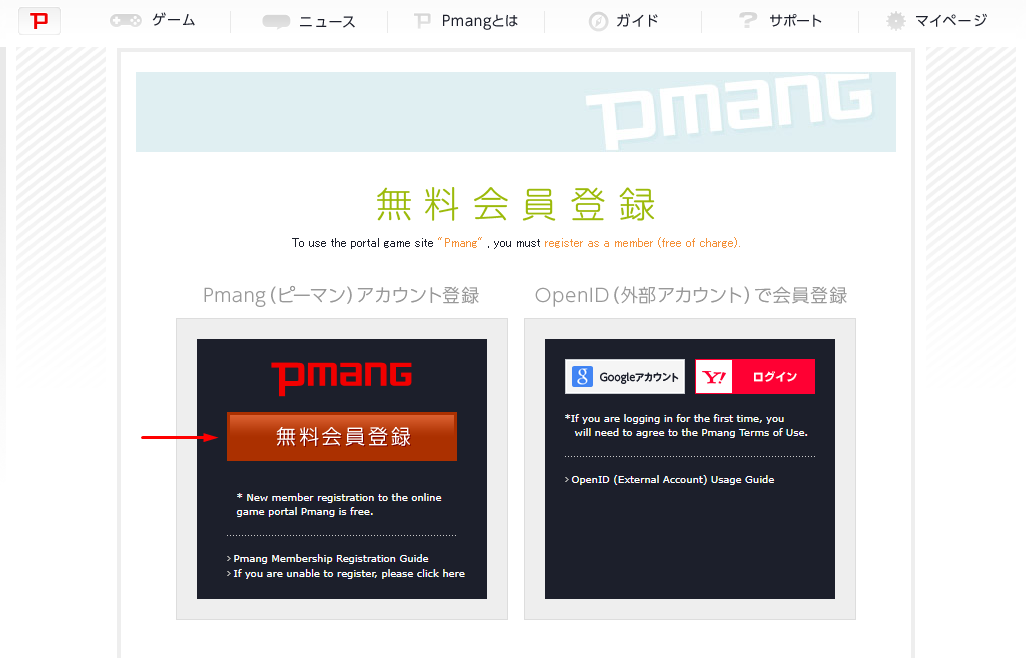 P
ゲーム
ニュース
Pmangとは
ガイド
サポート
マイページ
Pmang
無料会員登録
To use the portal game site "Pmang" , you must register as a member (free of charge).
Pmang(ピーマン)アカウント登録
OpenID(外部アカウント)で会員登録
Pmang
無料会員登録
* New member registration to the online
game portal Pmang is free.
› Pmang Membership Registration Guide
› If you are unable to register, please click here
g Googleアカウント
Y! ログイン
*If you are logging in for the first time, you
will need to agree to the Pmang Terms of Use.
› OpenID (External Account) Usage Guide